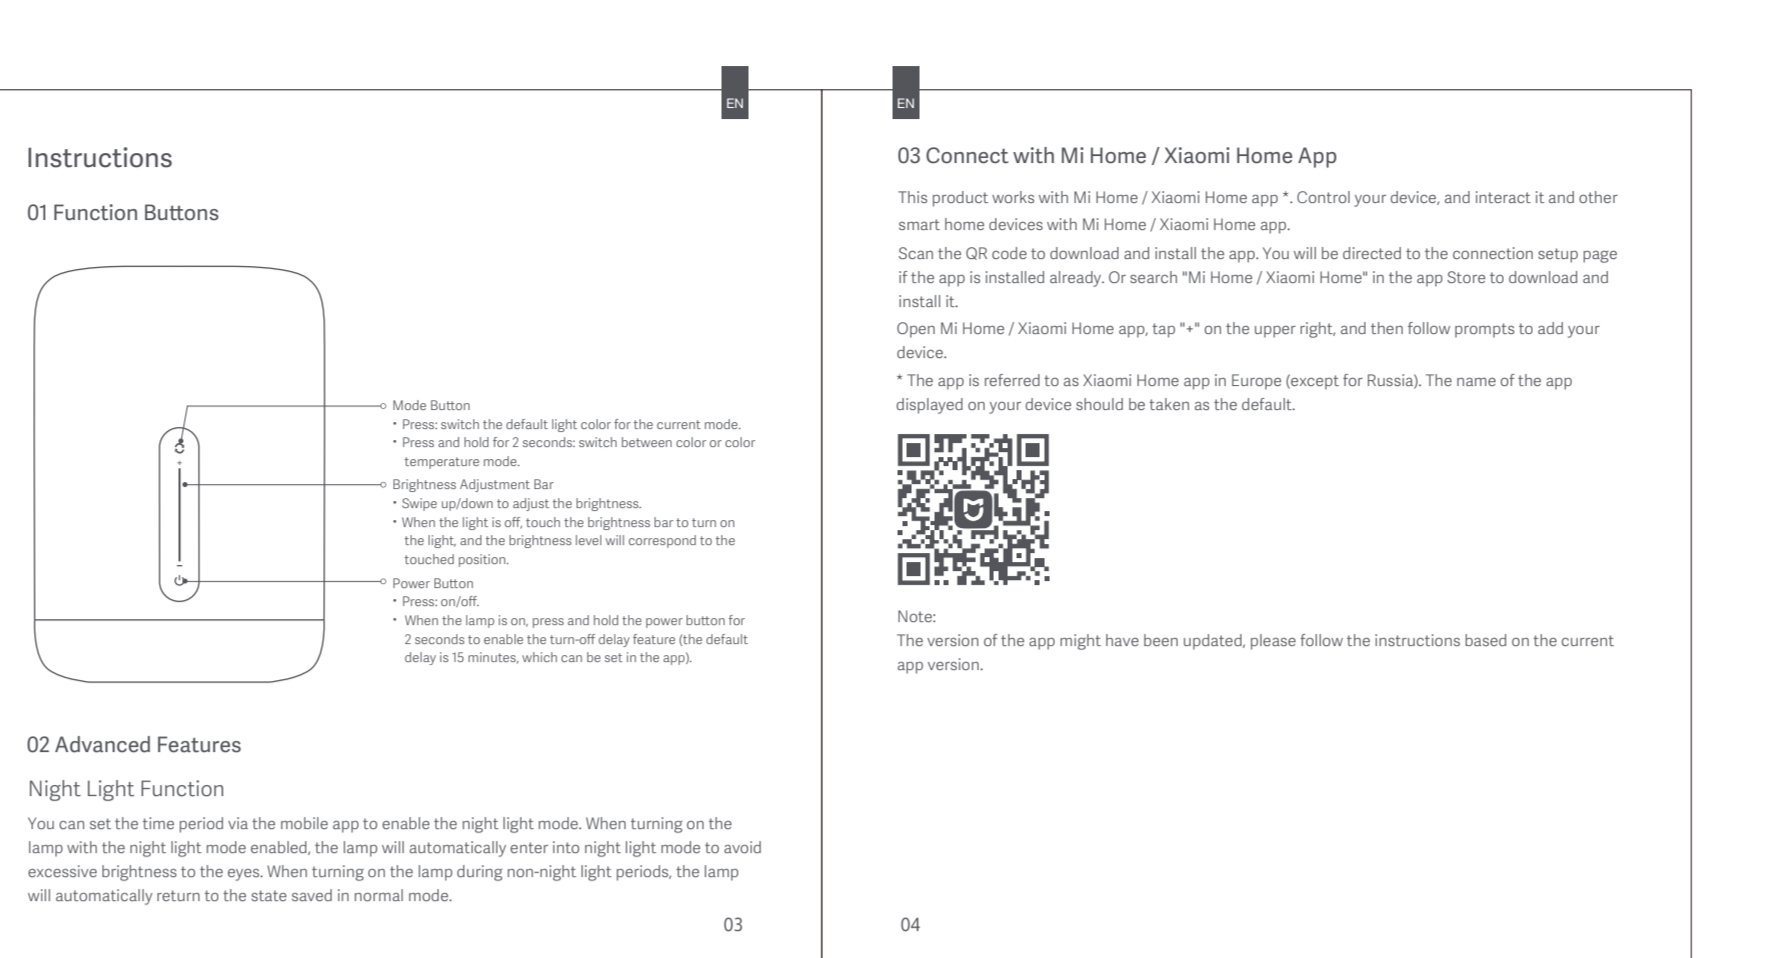 EN
Instructions
01 Function Buttons
Mode Button
• Press: switch the default light color for the current mode.
• Press and hold for 2 seconds: switch between color or color
temperature mode.
Brightness Adjustment Bar
• Swipe up/down to adjust the brightness.
• When the light is off, touch the brightness bar to turn on
the light, and the brightness level will correspond to the
touched position.
Power Button
• Press: on/off.
• When the lamp is on, press and hold the power button for
2 seconds to enable the turn-off delay feature (the default
delay is 15 minutes, which can be set in the app).
+
−
02 Advanced Features
Night Light Function
You can set the time period via the mobile app to enable the night light mode. When turning on the
lamp with the night light mode enabled, the lamp will automatically enter into night light mode to avoid
excessive brightness to the eyes. When turning on the lamp during non-night light periods, the lamp
will automatically return to the state saved in normal mode.
03
EN
03 Connect with Mi Home / Xiaomi Home App
This product works with Mi Home / Xiaomi Home app *. Control your device, and interact it and other
smart home devices with Mi Home / Xiaomi Home app.
Scan the QR code to download and install the app. You will be directed to the connection setup page
if the app is installed already. Or search "Mi Home / Xiaomi Home" in the app Store to download and
install it.
Open Mi Home / Xiaomi Home app, tap "+" on the upper right, and then follow prompts to add your
device.
* The app is referred to as Xiaomi Home app in Europe (except for Russia). The name of the app
displayed on your device should be taken as the default.
Note:
The version of the app might have been updated, please follow the instructions based on the current
app version.
04